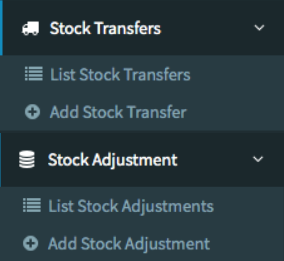 Stock Transfers
List Stock Transfers
Add Stock Transfer
Stock Adjustment
List Stock Adjustments
Add Stock Adjustment